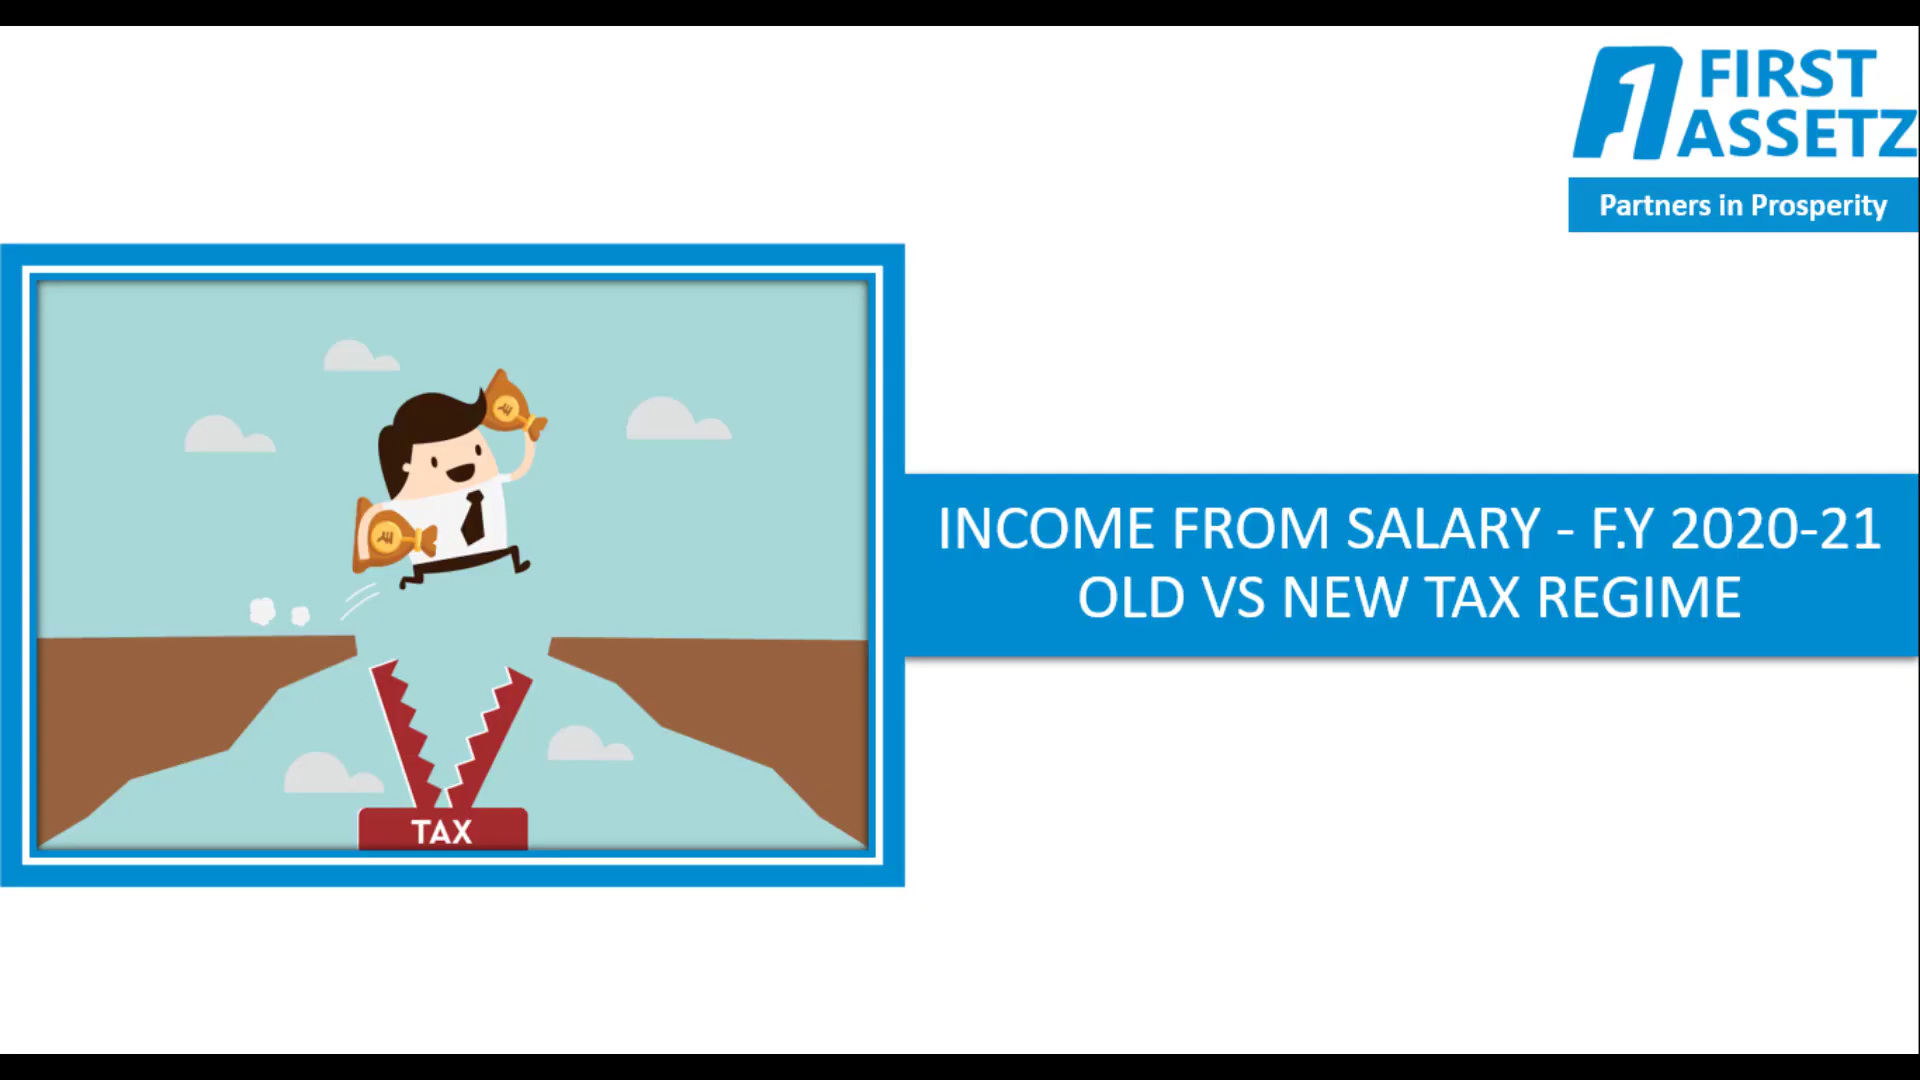 FIRST
ASSETZ
Partners in Prosperity
INCOME FROM SALARY - F.Y 2020-21
OLD VS NEW TAX REGIME
TAX